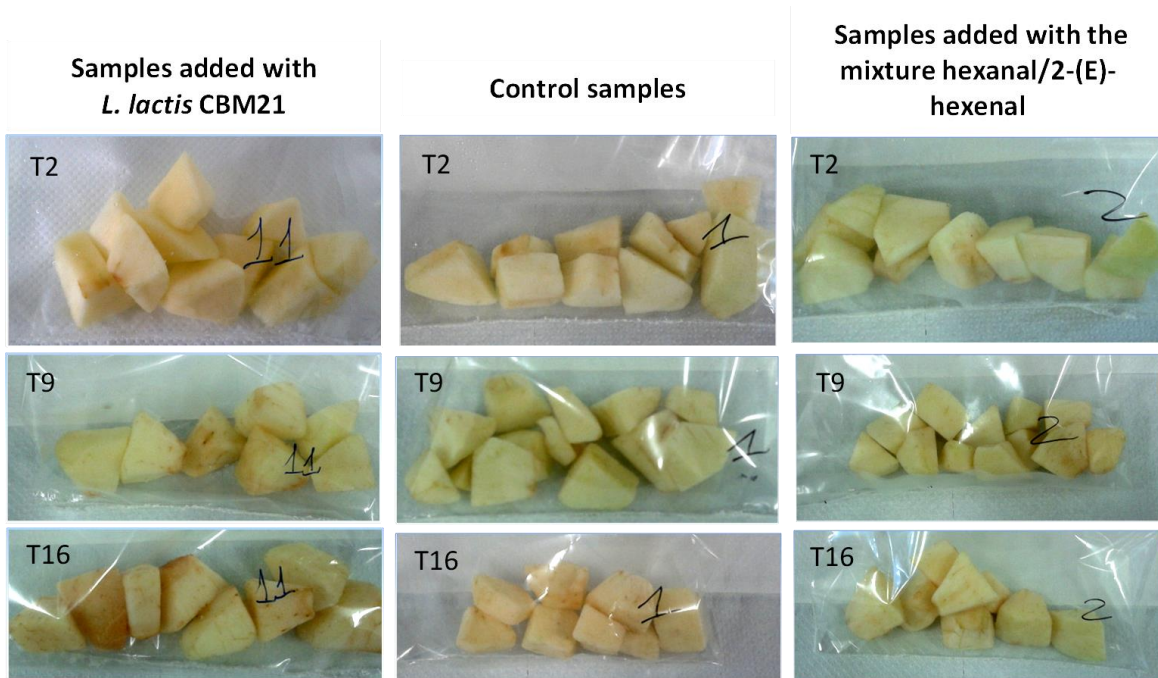 Samples added with
L. lactis CBM21
Control samples
Samples added with the
mixture hexanal/2-(E)-
hexenal
T2
11
T2
1
T2
2
T9
11
T9
1
T9
2
T16
11
T16
1
T16
2